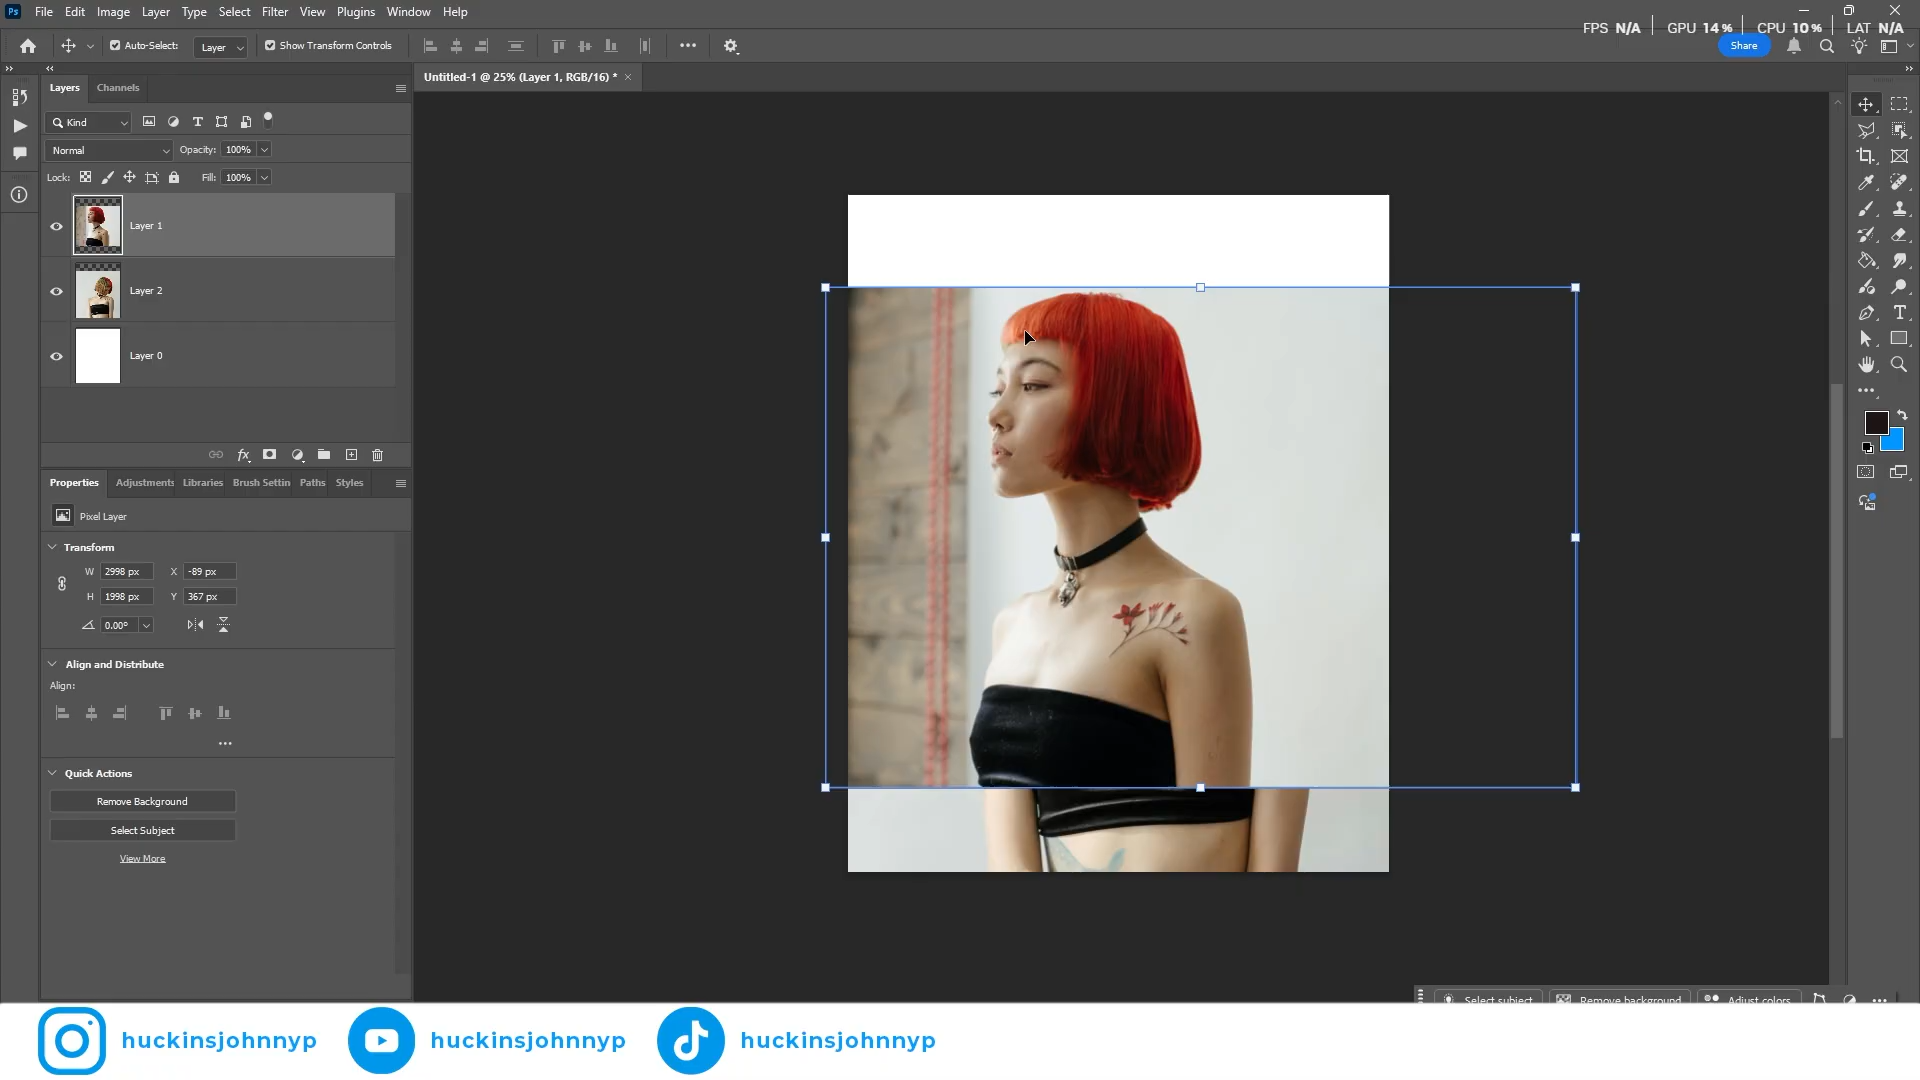 Ps File Edit Image Layer Type Select Filter View Plugins Window Help
FPS N/A GPU 14% CPU 10% LAT N/A
Auto-Select: Layer Show Transform Controls
Share
Untitled-1 @ 25% (Layer 1, RGB/16) *
Layers Channels
Kind
Normal Opacity: 100%
Lock: Fill: 100%
Layer 1
Layer 2
Layer 0
Properties Adjustments Libraries Brush Settin Paths Styles
Pixel Layer
Transform
W 2998 px X -89 px
H 1998 px Y 367 px
0.00°
Align and Distribute
Align:
Quick Actions
Remove Background
Select Subject
View More
Select subject Remove background Adjust colors
huckinsjohnnyp huckinsjohnnyp huckinsjohnnyp